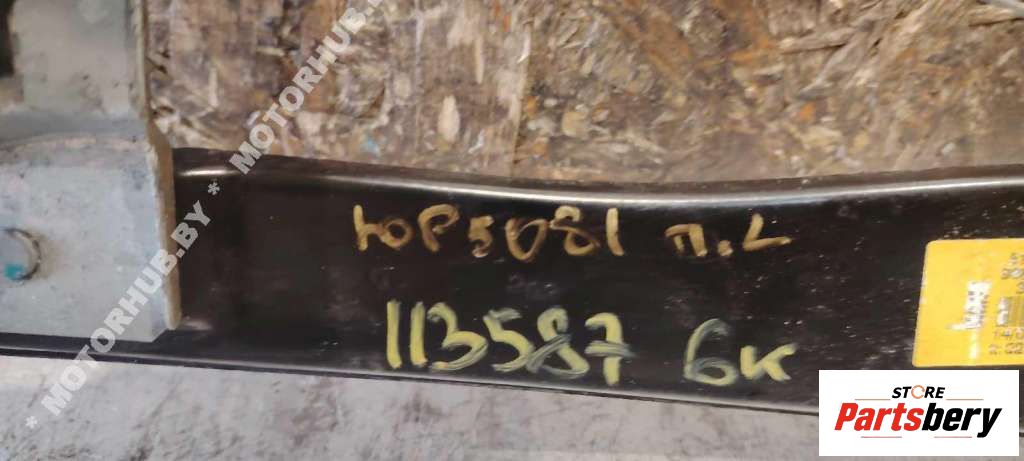 * MOTORHUB.BY * MOTORHUB.BY
ЮР5081 П.L
113587 6к
STORE
Partsbery